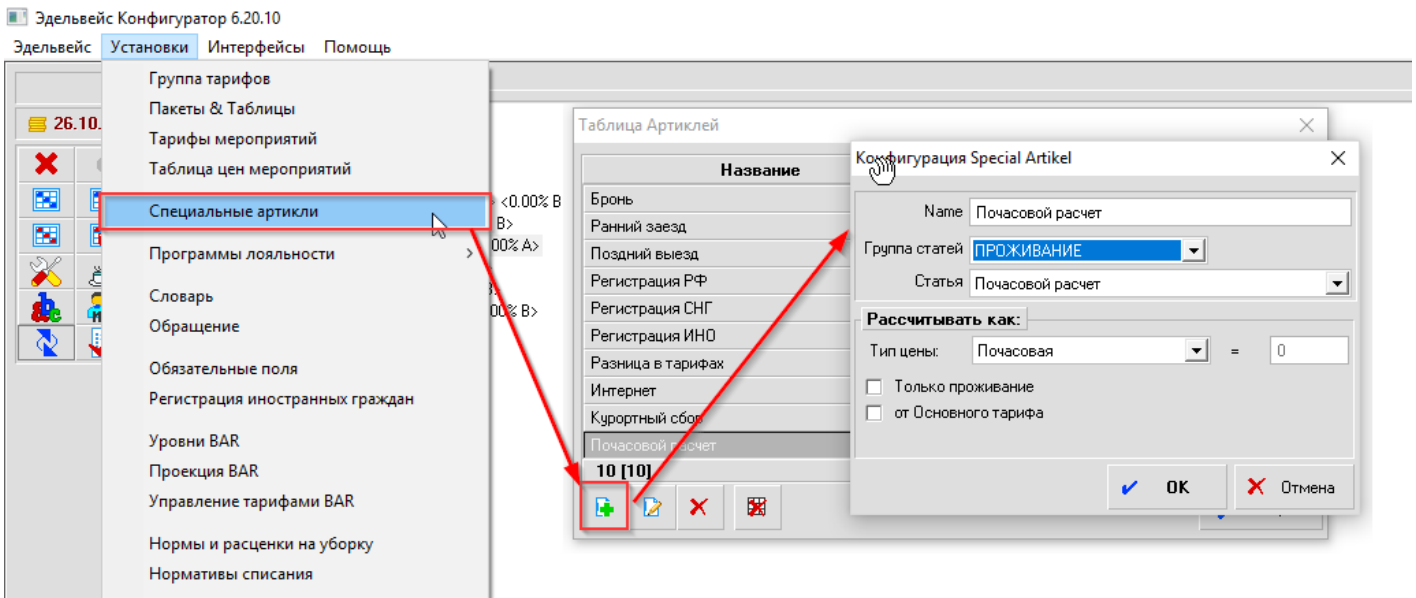 Эдельвейс Конфигуратор 6.20.10
Эдельвейс Установки Интерфейсы Помощь
26.10.
Группа тарифов
Пакеты & Таблицы
Тарифы мероприятий
Таблица цен мероприятий
Специальные артикли
Программы лояльности
Словарь
Обращение
Обязательные поля
Регистрация иностранных граждан
Уровни BAR
Проекция BAR
Управление тарифами BAR
Нормы и расценки на уборку
Нормативы списания
<0.00% B
B>
00% A>
00% B>
Таблица Артиклей
Название
Бронь
Ранний заезд
Поздний выезд
Регистрация РФ
Регистрация СНГ
Регистрация ИНО
Разница в тарифах
Интернет
Курортный сбор
Почасовой расчет
10 [10]
Конфигурация Special Artikel
Name Почасовой расчет
Группа статей ПРОЖИВАНИЕ
Статья Почасовой расчет
Рассчитывать как:
Тип цены: Почасовая = 0
Только проживание
от Основного тарифа
OK Отмена